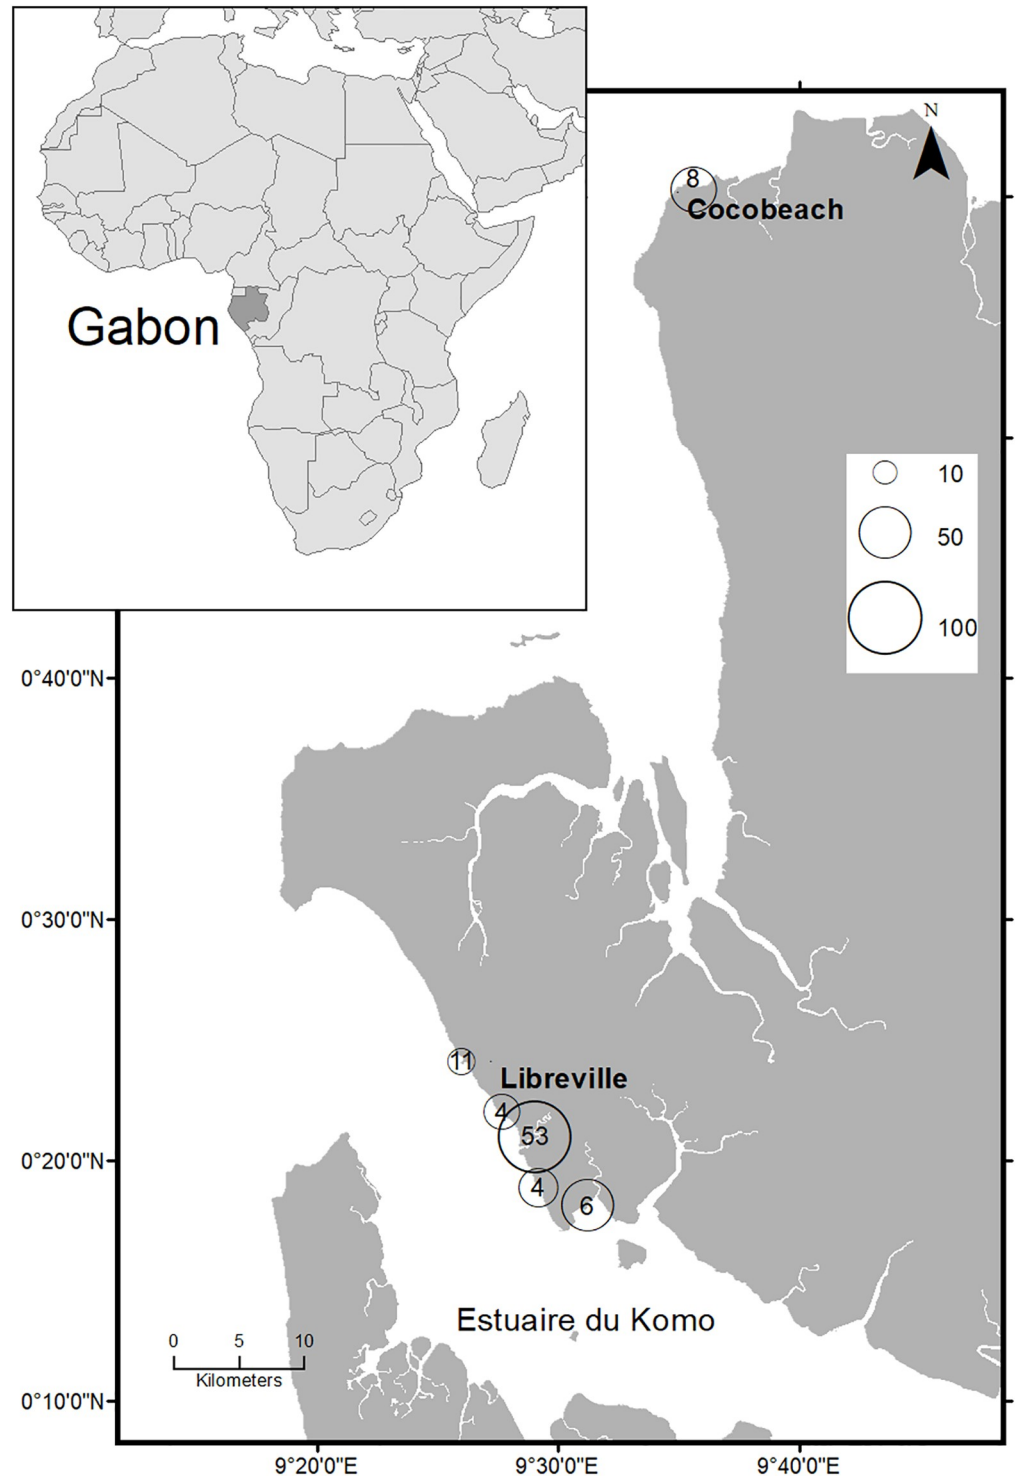 Gabon
N
8
Cocobeach
10
50
100
0°40'0"N
0°30'0"N
11
Libreville
4
53
0°20'0"N
4
6
Estuaire du Komo
0 5 10
Kilometers
0°10'0"N
9°20'0"E 9°30'0"E 9°40'0"E